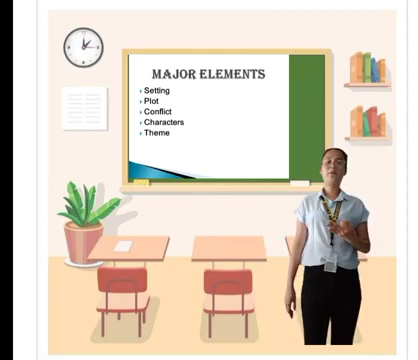 MAJOR ELEMENTS
Setting
Plot
Conflict
Characters
Theme